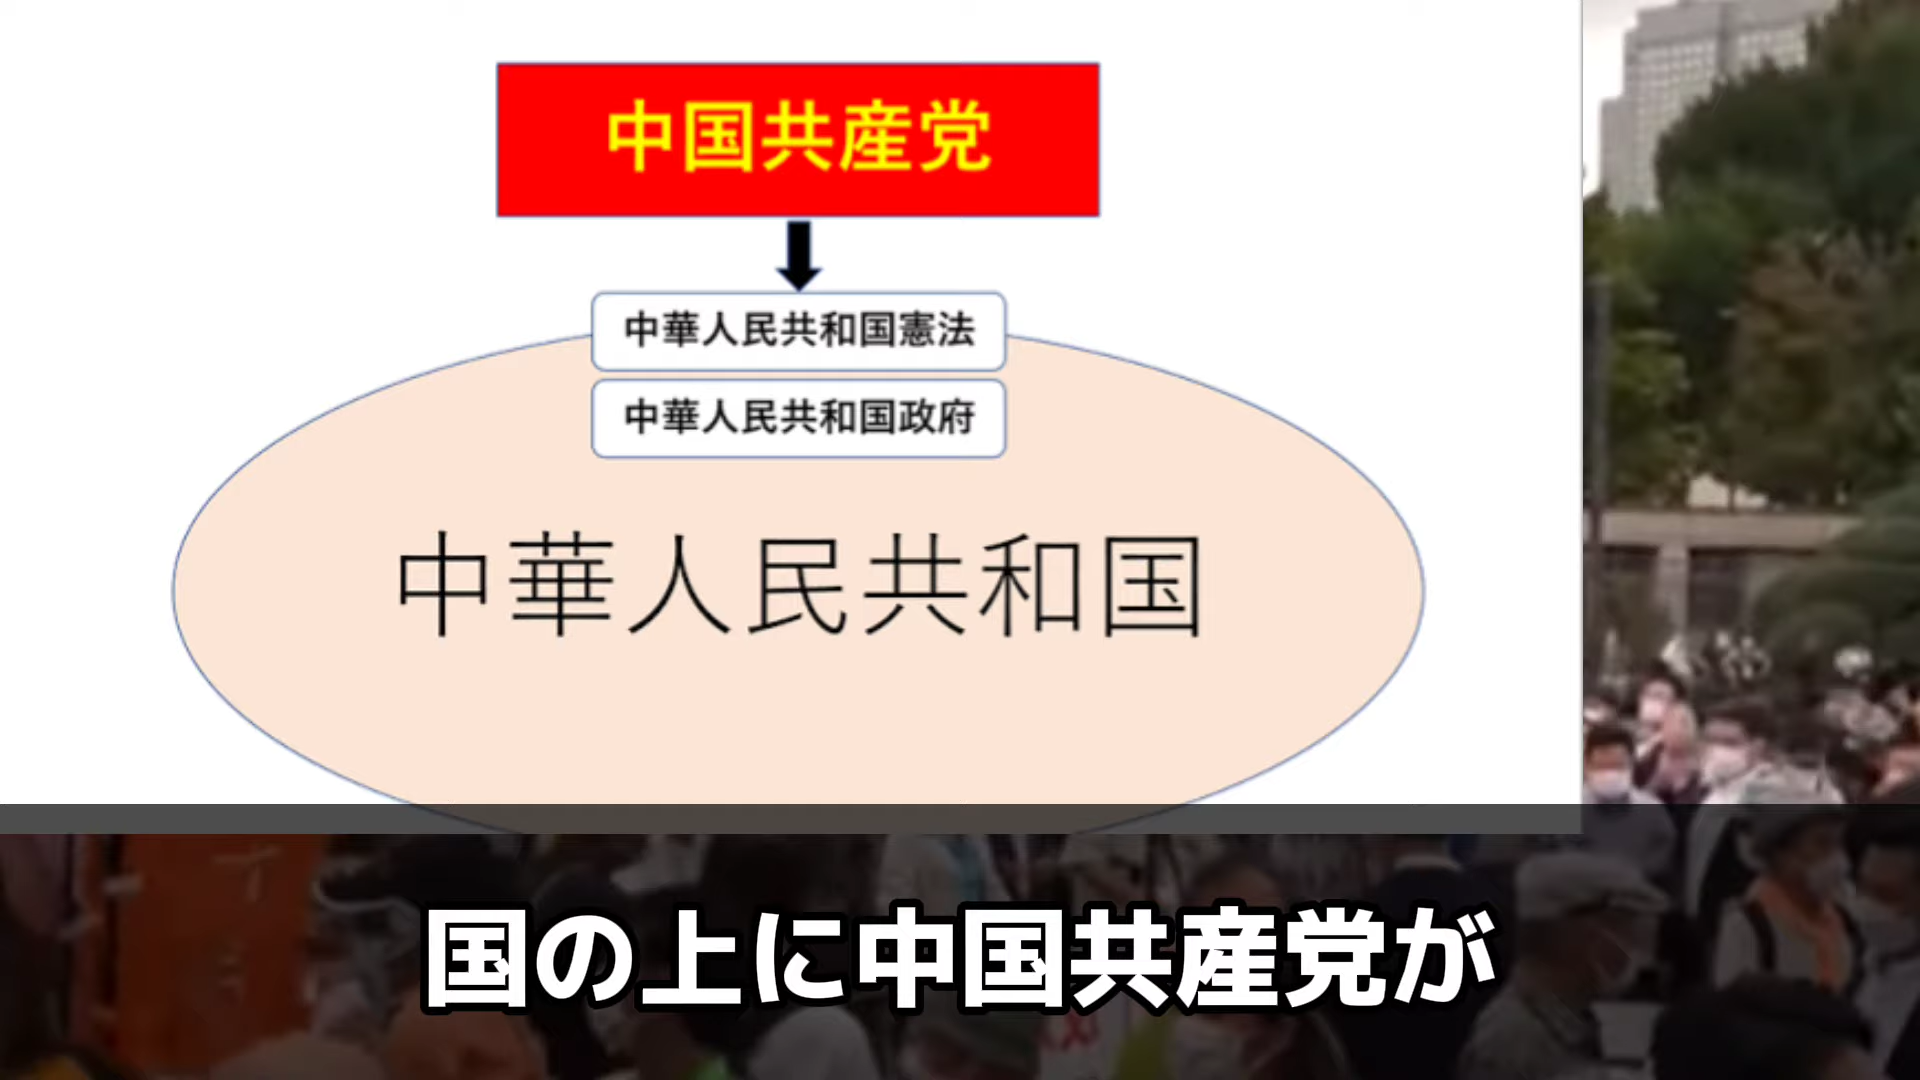 中国共産党
中華人民共和国憲法
中華人民共和国政府
中華人民共和国
国の上に中国共産党が